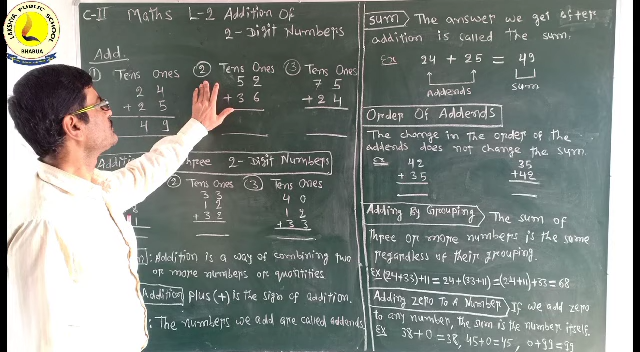 LAKSHYA PUBLIC SCHOOL
BHABUA
C-II Maths L-2 Addition Of
2-Digit Numbers
Add.
① Tens Ones
2 4
+ 2 5
4 9
② Tens Ones
5 2
+ 3 6
③ Tens Ones
7 5
+ 2 4
Three 2-Digit Numbers
② Tens Ones
3 3
1 2
+ 3 2
③ Tens Ones
4 0
1 2
+ 3 3
: Addition is a way of combining two
or more numbers or quantities
Addition plus (+) is the sign of addition.
: The numbers we add are called addends
sum The answer we get after
addition is called the sum.
Ex 24 + 25 = 49
Addends sum
Order Of Addends
The change in the order of the
addends does not change the sum.
Ex 42
+ 35
35
+42
Adding By Grouping The sum of
three or more numbers is the same
regardless of their grouping.
Ex (24+33)+11 = 24+(33+11)=(24+11)+33=68
Adding zero To a Number If we add zero
to any number, the sum is the number itself.
Ex 38+0=38, 45+0=45, 0+99=99